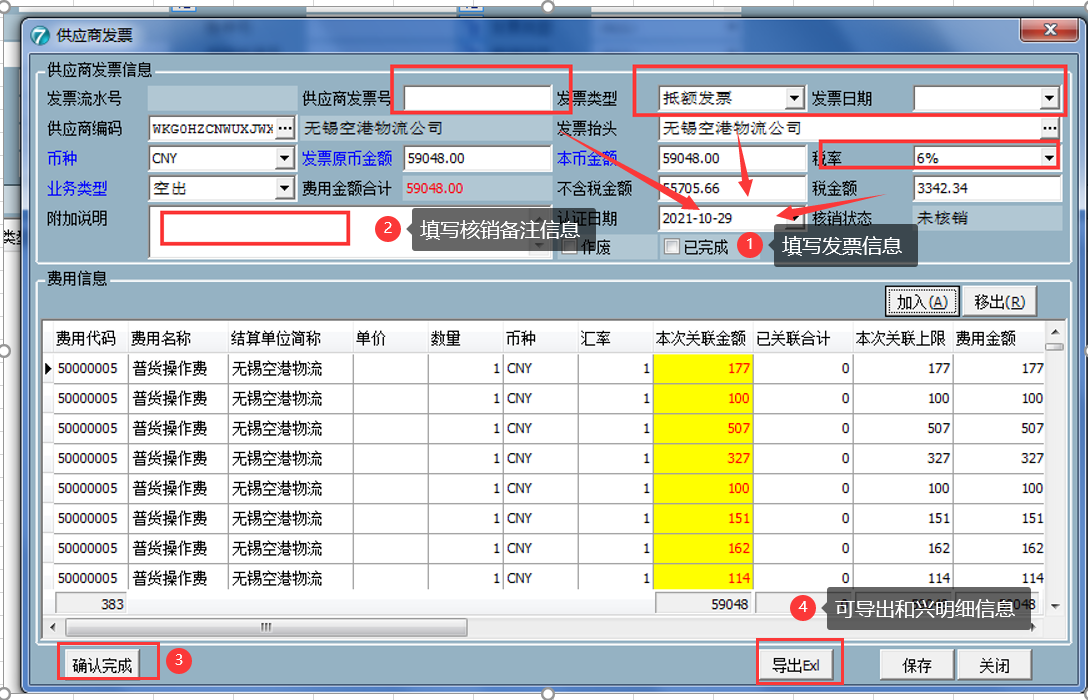 供应商发票
供应商发票信息
发票流水号 供应商发票号 发票类型 抵额发票 发票日期
供应商编码 WKGOHZCNWUXJWX ... 无锡空港物流公司 发票抬头 无锡空港物流公司 ...
币种 CNY 发票原币金额 59048.00 本币金额 59048.00 税率 6%
业务类型 空出 费用金额合计 59048.00 不含税金额 55705.66 税金额 3342.34
附加说明 认证日期 2021-10-29 核销状态 未核销
2 填写核销备注信息
作废 已完成 1 填写发票信息
费用信息
加入(A) 移出(R)
费用代码 费用名称 结算单位简称 单价 数量 币种 汇率 本次关联金额 已关联合计 本次关联上限 费用金额
50000005 普货操作费 无锡空港物流 1 CNY 1 177 0 177 177
50000005 普货操作费 无锡空港物流 1 CNY 1 100 0 100 100
50000005 普货操作费 无锡空港物流 1 CNY 1 507 0 507 507
50000005 普货操作费 无锡空港物流 1 CNY 1 327 0 327 327
50000005 普货操作费 无锡空港物流 1 CNY 1 100 0 100 100
50000005 普货操作费 无锡空港物流 1 CNY 1 151 0 151 151
50000005 普货操作费 无锡空港物流 1 CNY 1 162 0 162 162
50000005 普货操作费 无锡空港物流 1 CNY 1 114 0 114 114
383 59048
4 可导出和兴明细信息
确认完成 3 导出Exl 保存 关闭